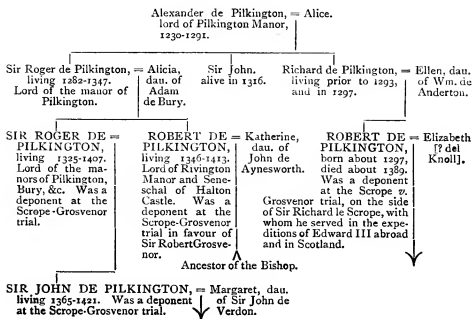 Alexander de Pilkington, = Alice.
lord of Pilkington Manor,
1230-1291.
Sir Roger de Pilkington, = Alicia,
living 1282-1347.
Lord of the manor of
Pilkington.
dau. of
Adam
de Bury.
Sir John.
alive in 1316.
Richard de Pilkington, = Ellen, dau.
living prior to 1293,
and in 1297.
of Wm. de
Anderton.
SIR ROGER DE =
PILKINGTON,
living 1325-1407.
Lord of the ma-
nors of Pilkington,
Bury, &c. Was a
deponent at the
Scrope-Grosvenor
trial.
ROBERT DE =
PILKINGTON,
living 1346-1413.
Lord of Rivington
Manor and Sene-
schal of Halton
Castle. Was a
deponent at the
Scrope-Grosvenor
trial in favour of
Sir Robert Grosve-
nor.
Katherine,
dau. of
John de
Aynesworth.
Ancestor of the Bishop.
ROBERT DE = Elizabeth
PILKINGTON,
born about 1297,
died about 1389.
Was a deponent
at the Scrope v.
Grosvenor trial, on the side
of Sir Richard le Scrope, with
whom he served in the expe-
ditions of Edward III abroad
and in Scotland.
[? del
Knoll].
SIR JOHN DE PILKINGTON, = Margaret, dau.
living 1365-1421. Was a deponent
at the Scrope-Grosvenor trial.
of Sir John de
Verdon.